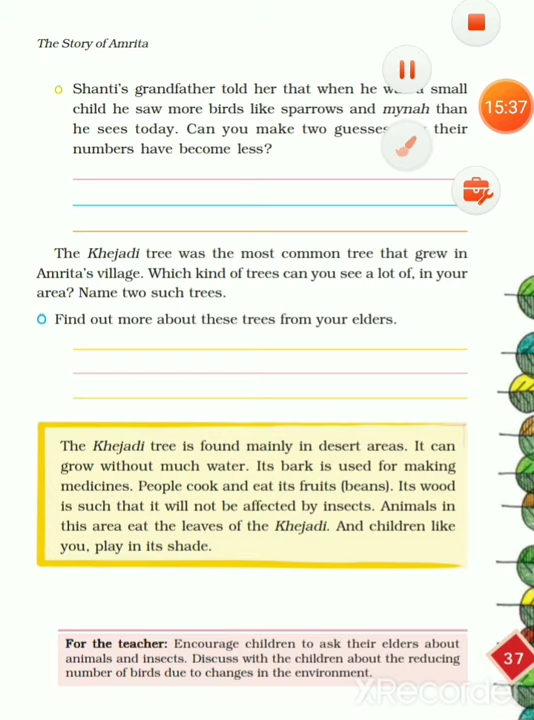 The Story of Amrita
o Shanti's grandfather told her that when he a small
15:37
child he saw more birds like sparrows and mynah than
he sees today. Can you make two guesses their
numbers have become less?
The Khejadi tree was the most common tree that grew in
Amrita's village. Which kind of trees can you see a lot of, in your
area? Name two such trees.
o Find out more about these trees from your elders.
The Khejadi tree is found mainly in desert areas. It can
grow without much water. Its bark is used for making
medicines. People cook and eat its fruits (beans). Its wood
is such that it will not be affected by insects. Animals in
this area eat the leaves of the Khejadi. And children like
you, play in its shade.
For the teacher: Encourage children to ask their elders about
animals and insects. Discuss with the children about the reducing
number of birds due to changes in the environment.
37
XRecorder